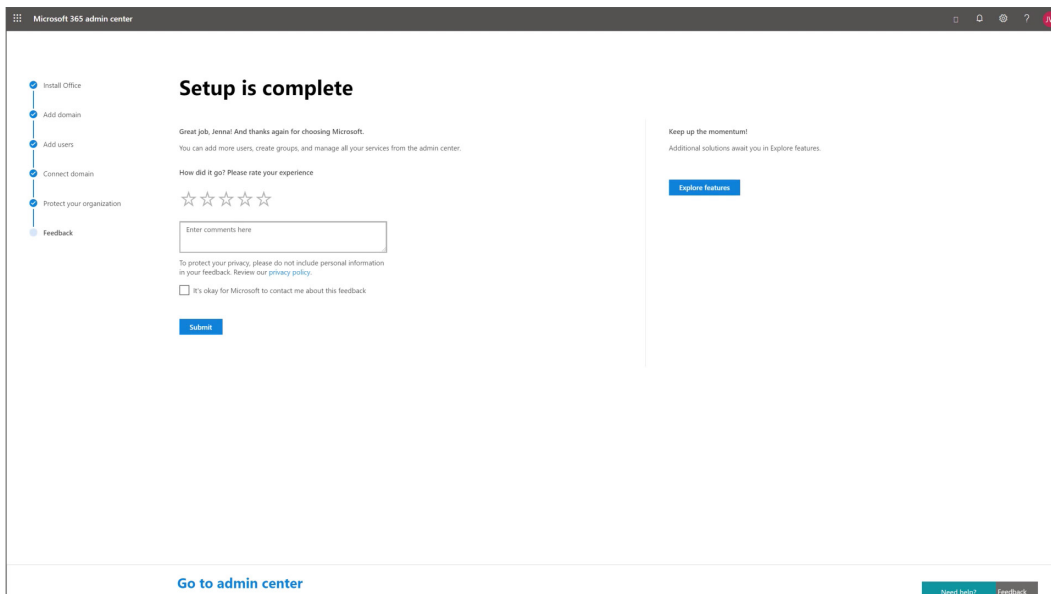 Microsoft 365 admin center
?
Install Office
Add domain
Add users
Connect domain
Protect your organization
Feedback
Setup is complete
Great job, Jenna! And thanks again for choosing Microsoft.
You can add more users, create groups, and manage all your services from the admin center.
How did it go? Please rate your experience
Enter comments here
To protect your privacy, please do not include personal information
in your feedback. Review our privacy policy.
It's okay for Microsoft to contact me about this feedback
Submit
Keep up the momentum!
Additional solutions await you in Explore features.
Explore features
Go to admin center
Need help?
Feedback